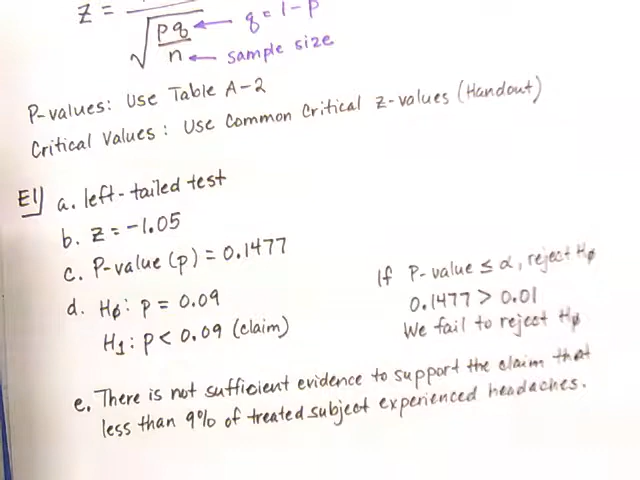 z =
√ pq/n
q = 1 - p
sample size
P-values: Use Table A-2
Critical Values: Use Common Critical z-values (Handout)
E1) a. left-tailed test
b. z = -1.05
c. P-value (p) = 0.1477
d. H∅: p = 0.09
H1: p < 0.09 (claim)
If P-value ≤ α, reject H∅
0.1477 > 0.01
We fail to reject H∅
e. There is not sufficient evidence to support the claim that
less than 9% of treated subject experienced headaches.